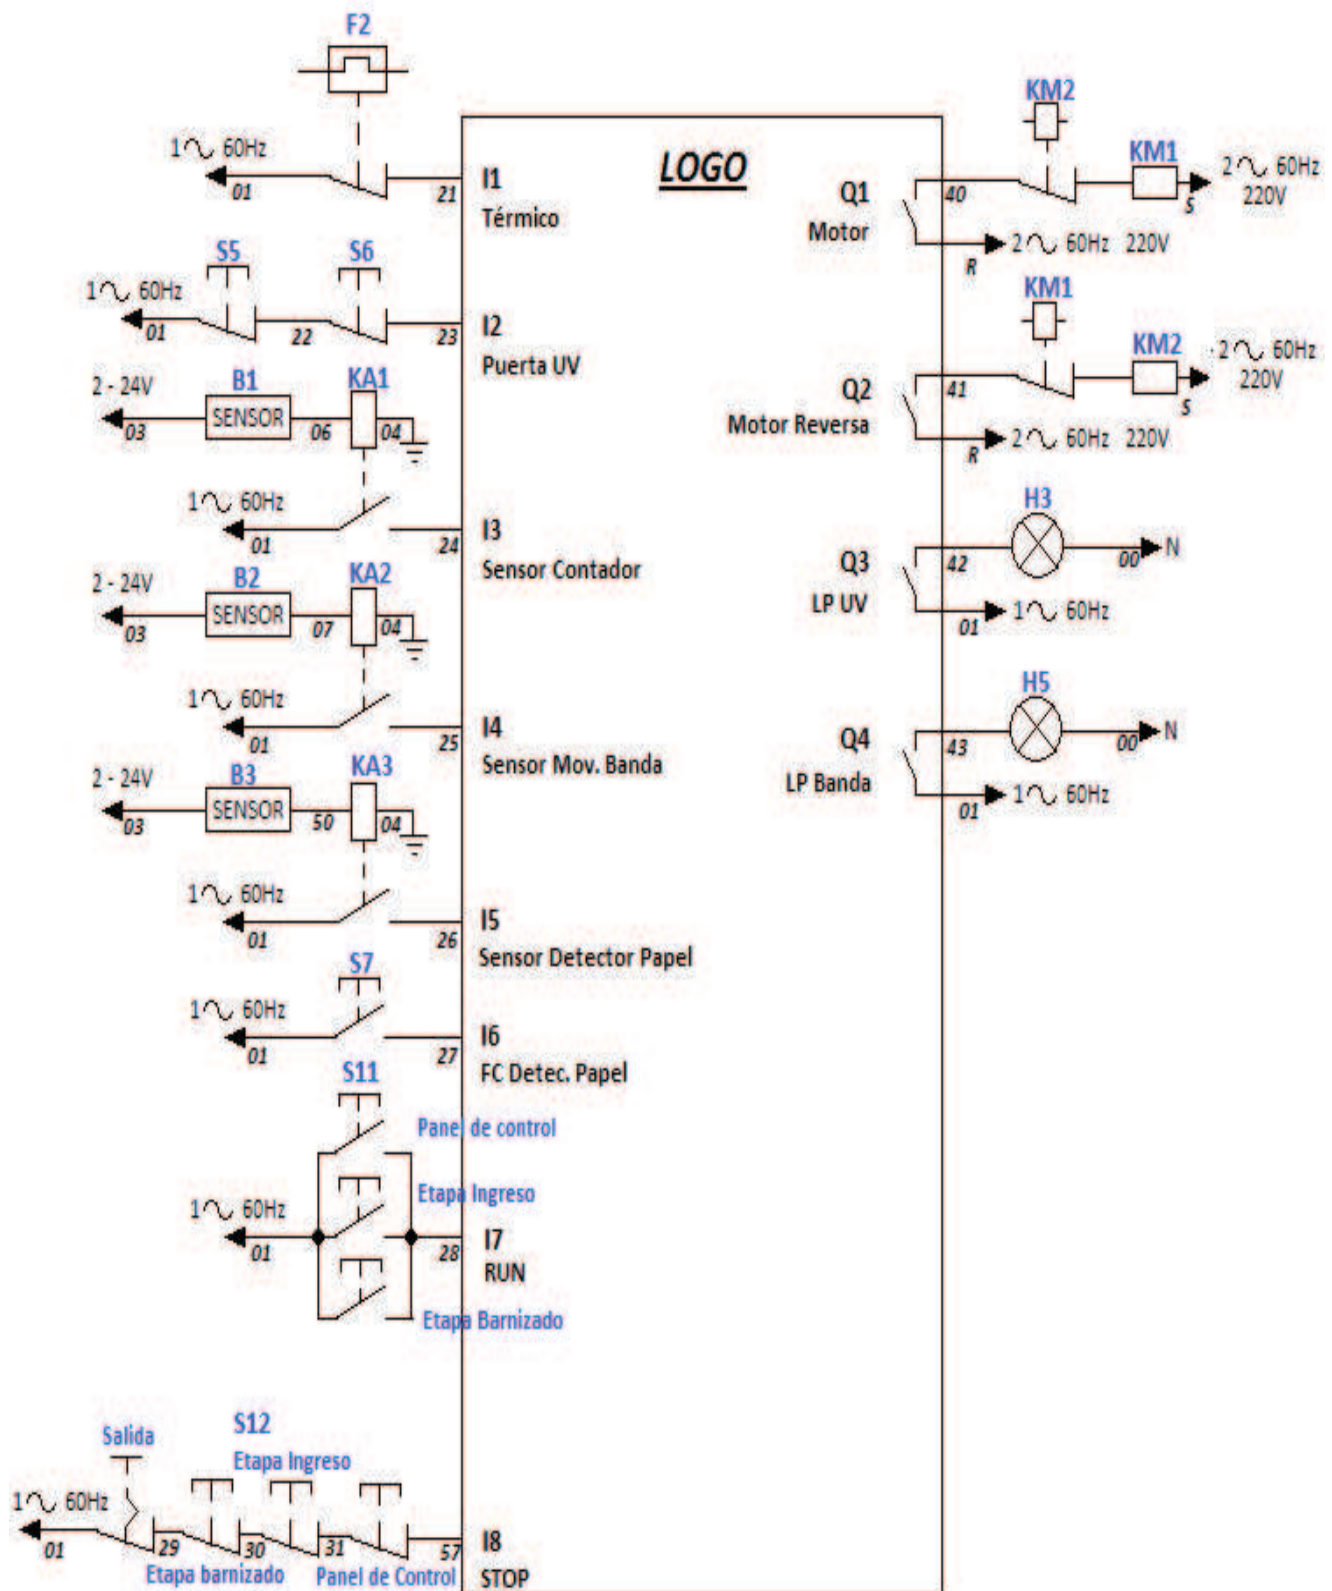 F2
1 60Hz
01
21
I1
Térmico
LOGO
Q1
Motor
40
KM2
KM1
S
2 60Hz
220V
R
2 60Hz 220V
S5
S6
1 60Hz
01
22
23
I2
Puerta UV
KM1
KM2
Q2
Motor Reversa
41
S
2 60Hz
220V
R
2 60Hz 220V
2 - 24V
03
B1
SENSOR
06
KA1
04
1 60Hz
01
24
I3
Sensor Contador
H3
Q3
LP UV
42
00
N
01
1 60Hz
2 - 24V
03
B2
SENSOR
07
KA2
04
1 60Hz
01
25
I4
Sensor Mov. Banda
H5
Q4
LP Banda
43
00
N
01
1 60Hz
2 - 24V
03
B3
SENSOR
50
KA3
04
1 60Hz
01
26
I5
Sensor Detector Papel
S7
1 60Hz
01
27
I6
FC Detec. Papel
S11
Panel de control
Etapa Ingreso
1 60Hz
01
28
I7
RUN
Etapa Barnizado
S12
Salida
Etapa Ingreso
1 60Hz
01
29
30
31
57
I8
STOP
Etapa barnizado
Panel de Control